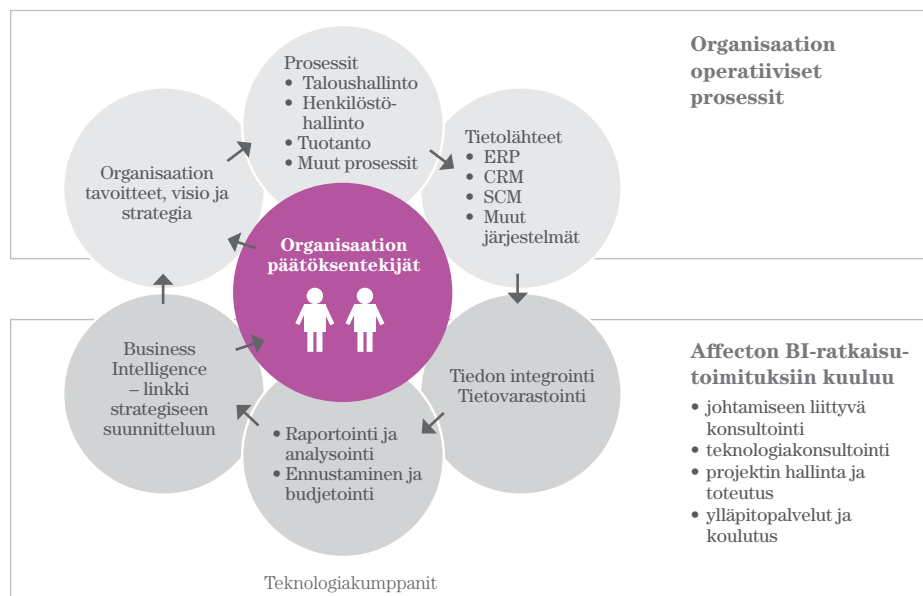 Prosessit
• Taloushallinto
• Henkilöstö-
hallinto
• Tuotanto
• Muut prosessit
Organisaation
operatiiviset
prosessit
Tietolähteet
• ERP
• CRM
• SCM
• Muut
järjestelmät
Organisaation
tavoitteet, visio ja
strategia
Organisaation
päätöksentekijät
Business
Intelligence
– linkki
strategiseen
suunnitteluun
Tiedon integrointi
Tietovarastointi
• Raportointi ja
analysointi
• Ennustaminen ja
budjetointi
Affecton BI-ratkaisu-
toimituksiin kuuluu
• johtamiseen liittyvä
konsultointi
• teknologiakonsultointi
• projektin hallinta ja
toteutus
• ylläpitopalvelut ja
koulutus
Teknologiakumppanit